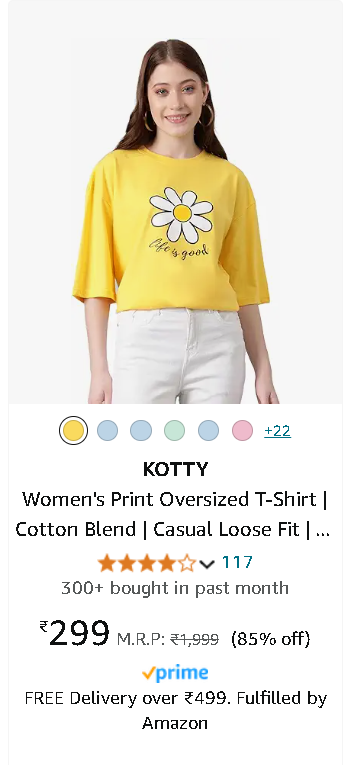 Life is good
+22
KOTTY
Women's Print Oversized T-Shirt |
Cotton Blend | Casual Loose Fit | ...
117
300+ bought in past month
₹299 M.R.P: ₹1,999 (85% off)
prime
FREE Delivery over ₹499. Fulfilled by
Amazon